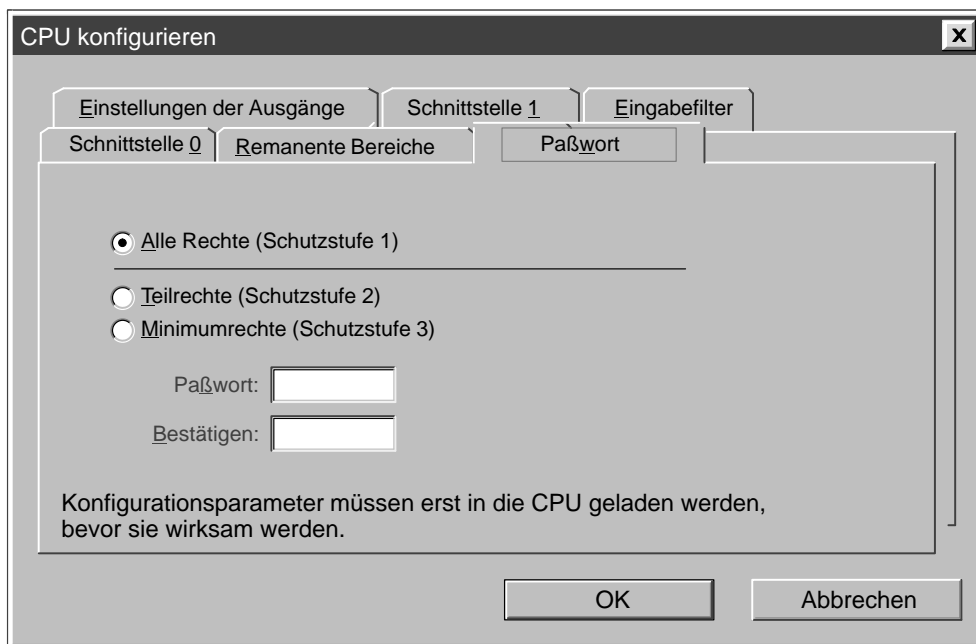 CPU konfigurieren
X
Einstellungen der Ausgänge
Schnittstelle 1
Eingabefilter
Schnittstelle 0
Remanente Bereiche
Paßwort
Alle Rechte (Schutzstufe 1)
Teilrechte (Schutzstufe 2)
Minimumrechte (Schutzstufe 3)
Paßwort:
Bestätigen:
Konfigurationsparameter müssen erst in die CPU geladen werden,
bevor sie wirksam werden.
OK
Abbrechen